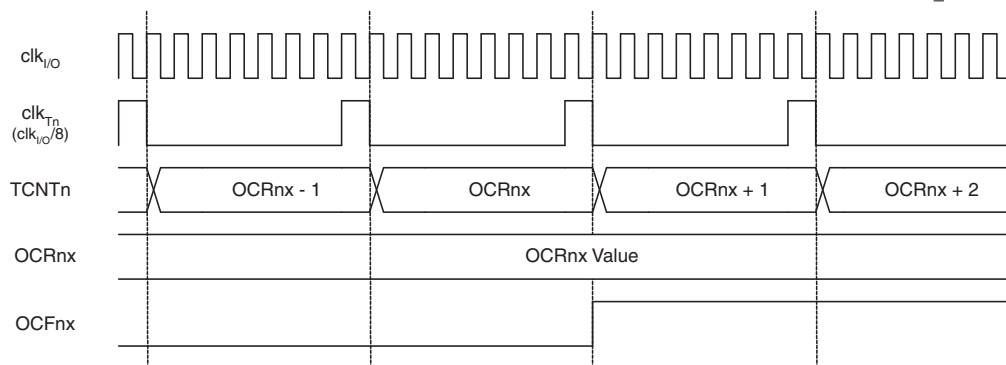 clkI/O
clkTn
(clkI/O/8)
TCNTn OCRnx - 1 OCRnx OCRnx + 1 OCRnx + 2
OCRnx OCRnx Value
OCFnx